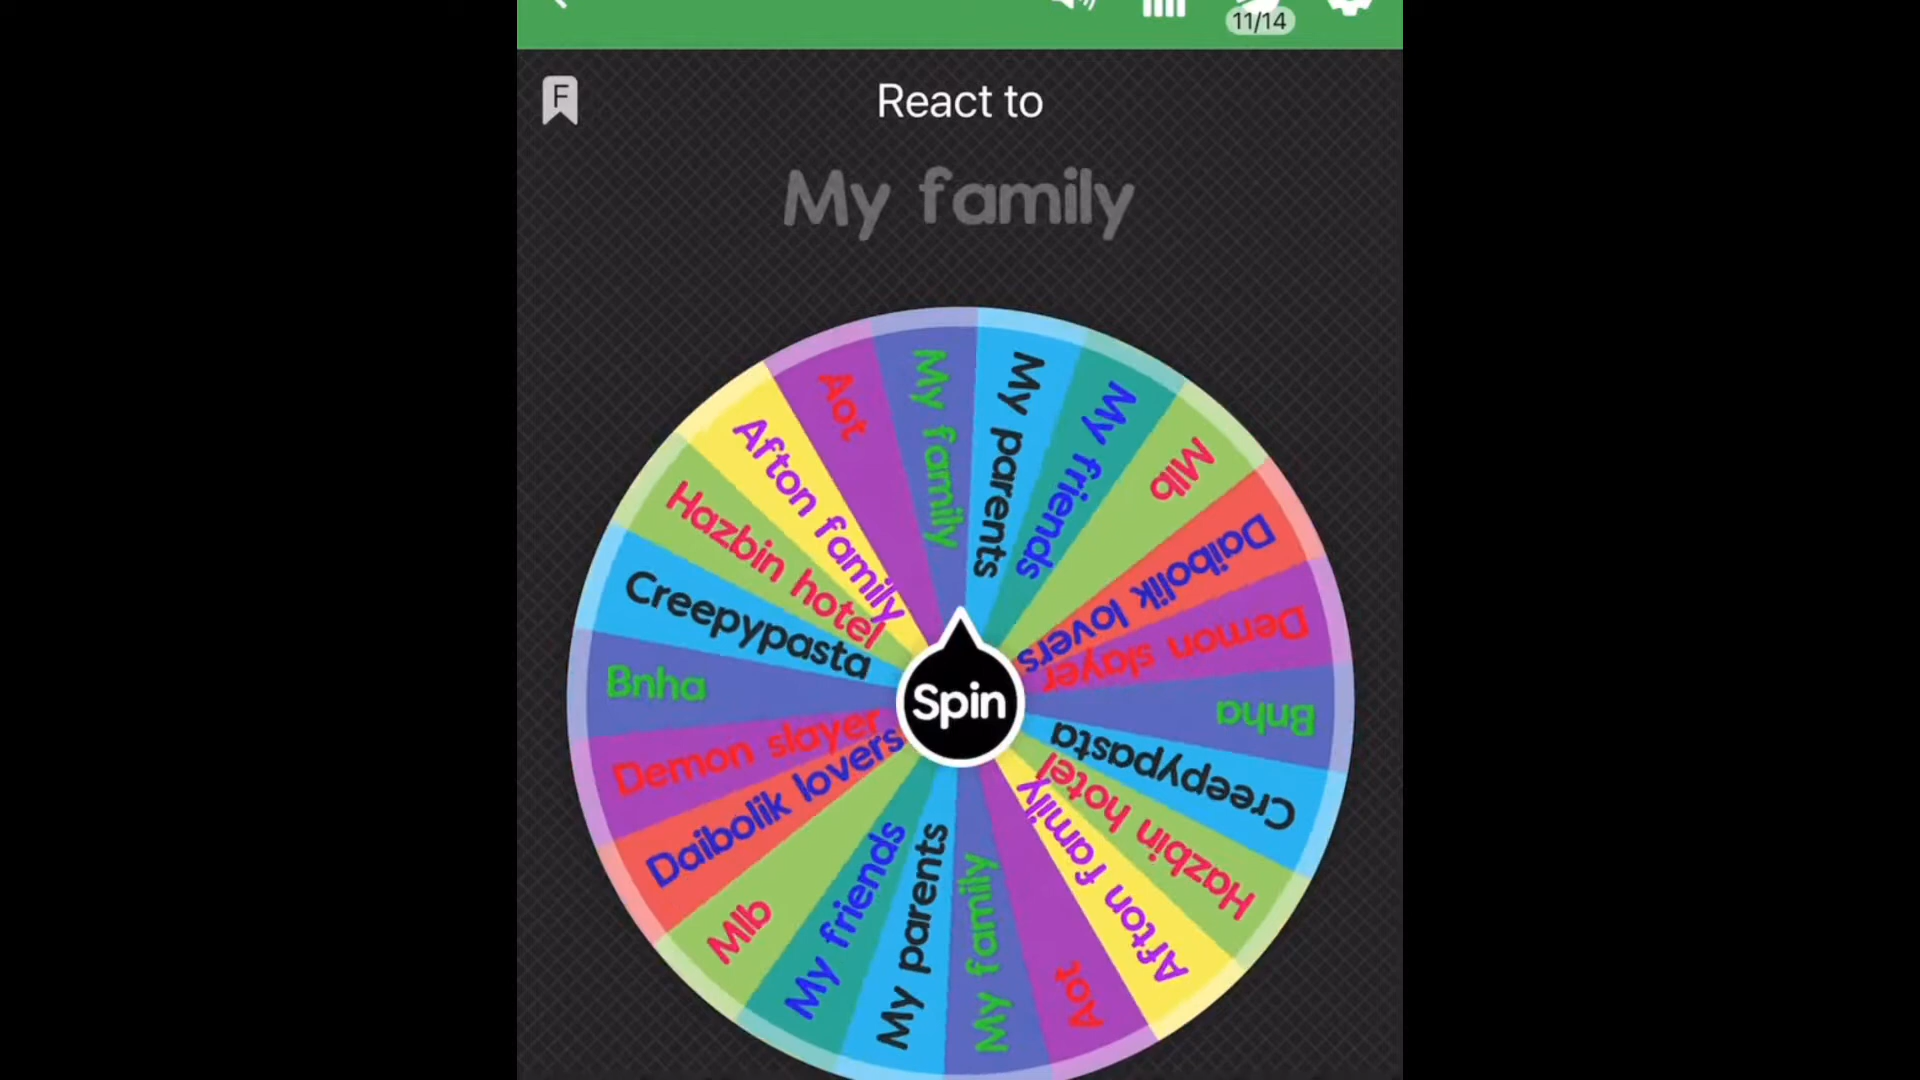 11/14
F
React to
My family
My family
My parents
My friends
Mlb
Daibolik lovers
Demon slayer
Bnha
Creepypasta
Hazbin hotel
Afton family
Aot
My family
My parents
My friends
Mlb
Daibolik lovers
Demon slayer
Bnha
Creepypasta
Hazbin hotel
Afton family
Aot
Spin